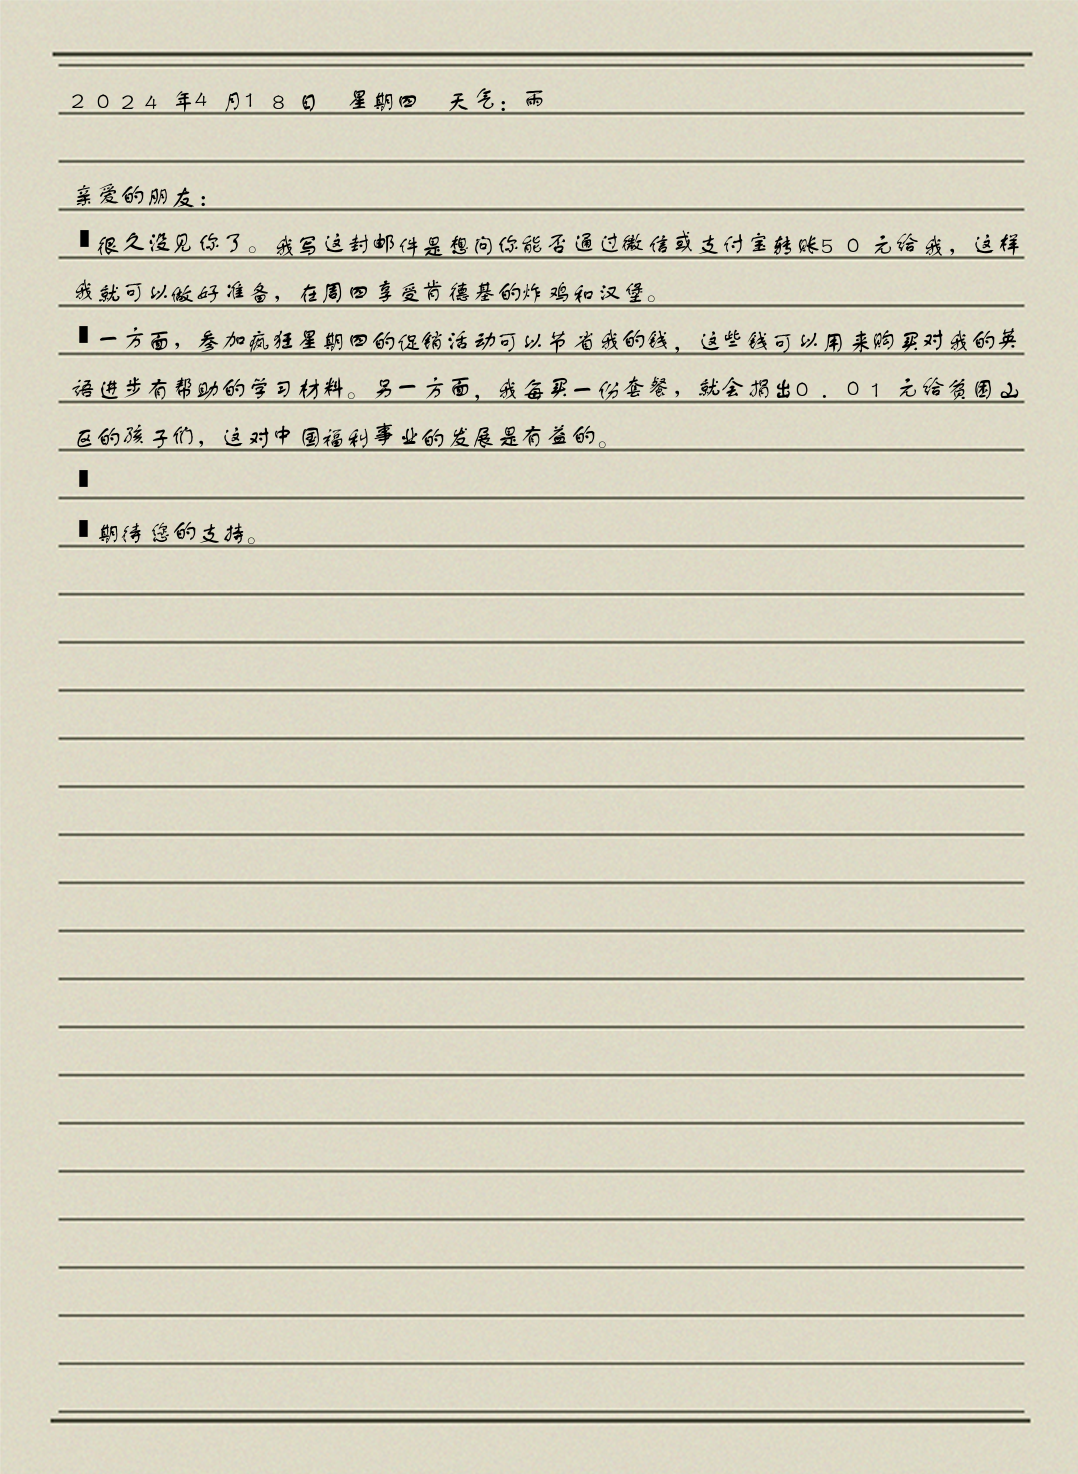 2024年4月18日 星期四 天气：雨
亲爱的朋友：
很久没见你了。我写这封邮件是想问你能否通过微信或支付宝转账50元给我，这样
我就可以做好准备，在周四享受肯德基的炸鸡和汉堡。
一方面，参加疯狂星期四的促销活动可以节省我的钱，这些钱可以用来购买对我的英
语进步有帮助的学习材料。另一方面，我每买一份套餐，就会捐出0.01元给贫困山
区的孩子们，这对中国福利事业的发展是有益的。
期待您的支持。